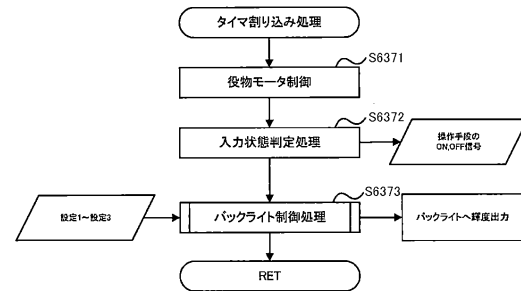 タイマ割り込み処理
S6371
役物モータ制御
S6372
入力状態判定処理
操作手段の
ON,OFF信号
S6373
設定1～設定3
バックライト制御処理
バックライトへ輝度出力
RET